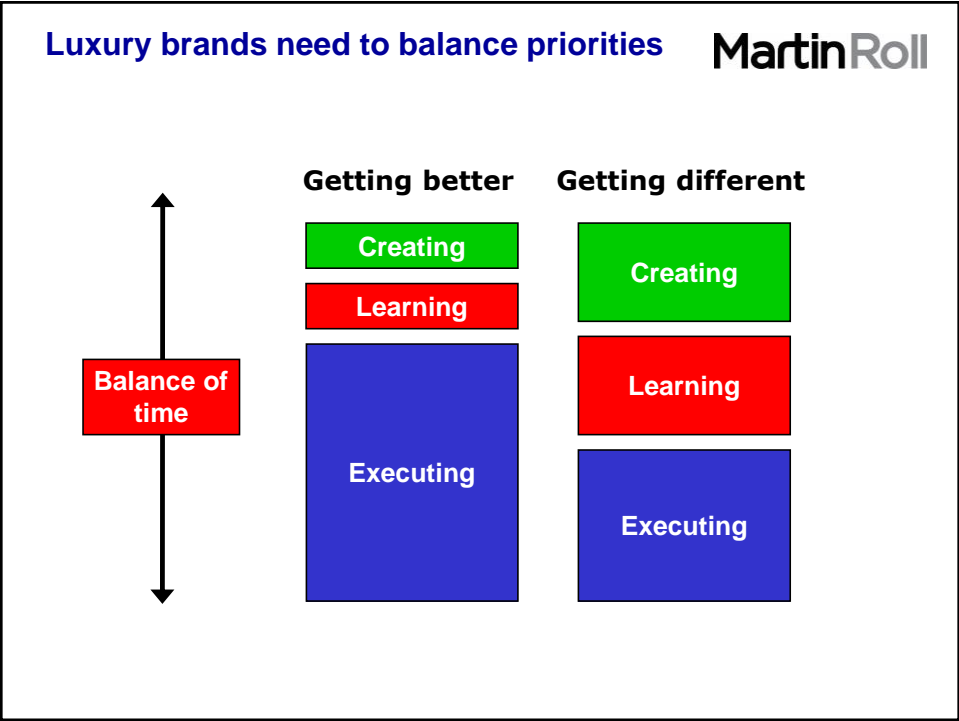 Luxury brands need to balance priorities
MartinRoll
Getting better
Getting different
Creating
Learning
Executing
Creating
Learning
Executing
Balance of
time